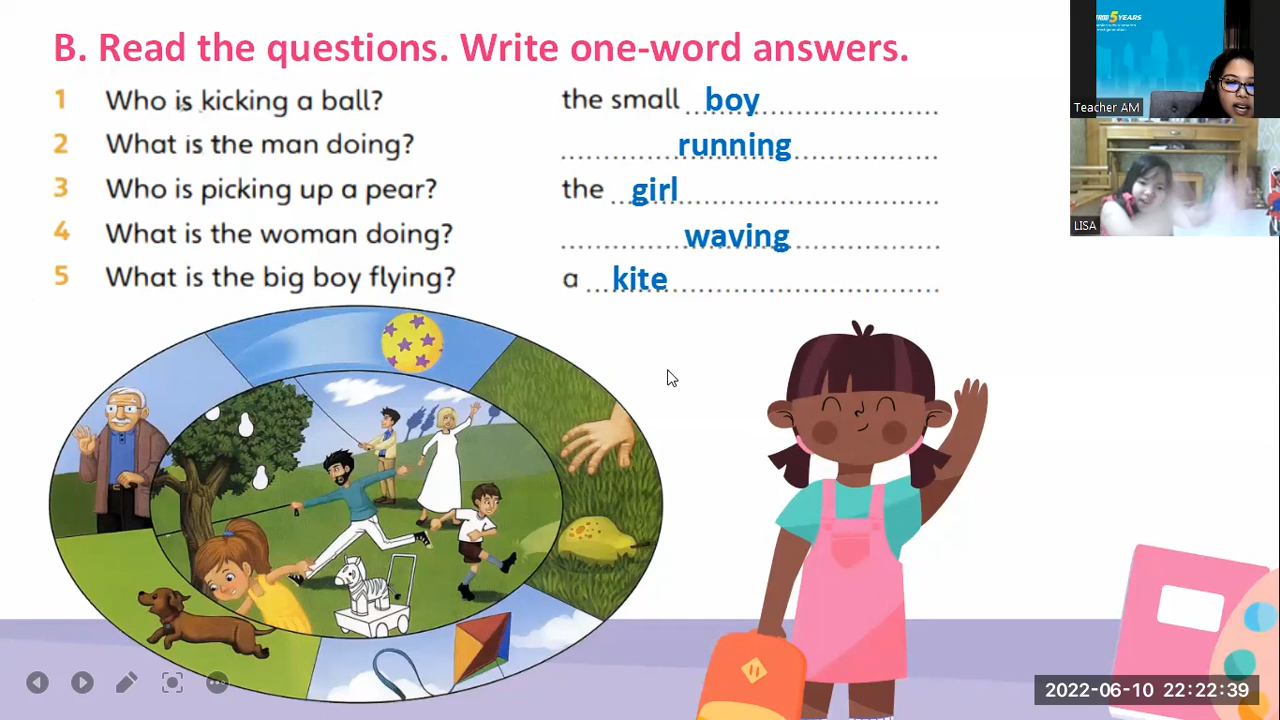 B. Read the questions. Write one-word answers.
1 Who is kicking a ball? the small boy
2 What is the man doing? running
3 Who is picking up a pear? the girl
4 What is the woman doing? waving
5 What is the big boy flying? a kite
5 YEARS
Teacher AM
LISA
2022-06-10 22:22:39